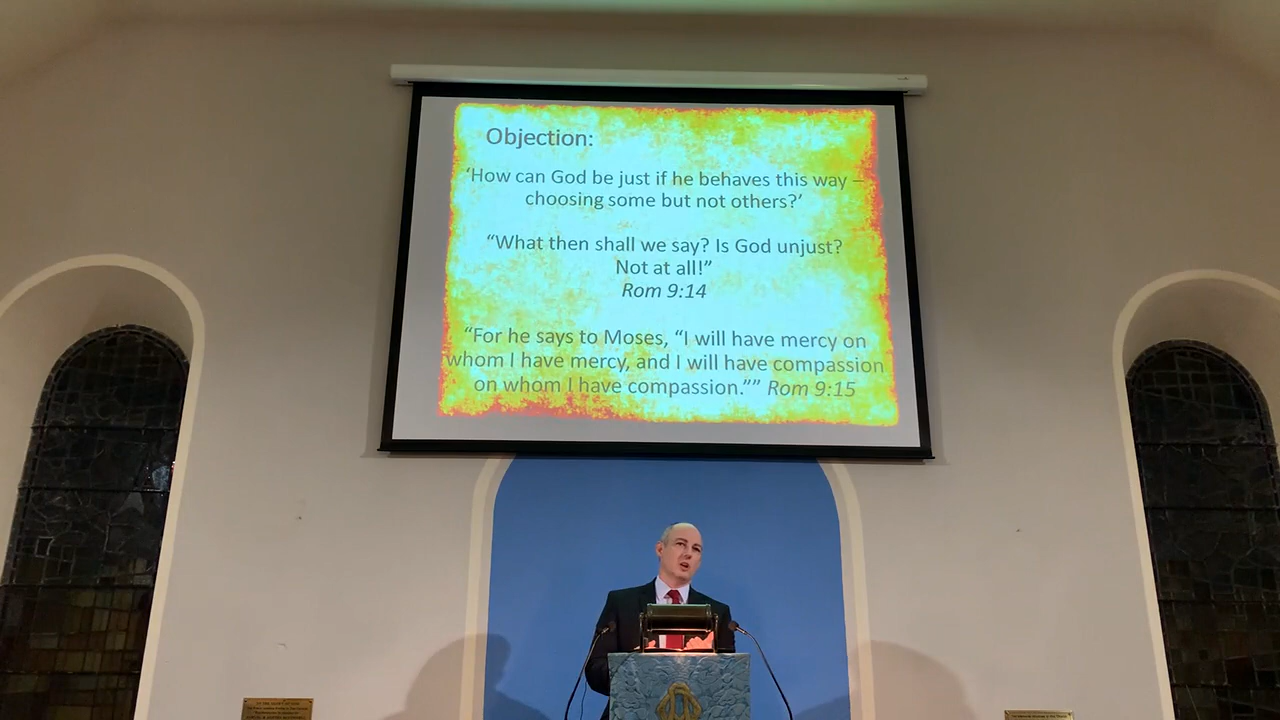 Objection:
‘How can God be just if he behaves this way –
choosing some but not others?’
“What then shall we say? Is God unjust?
Not at all!”
Rom 9:14
“For he says to Moses, “I will have mercy on
whom I have mercy, and I will have compassion
on whom I have compassion.”” Rom 9:15